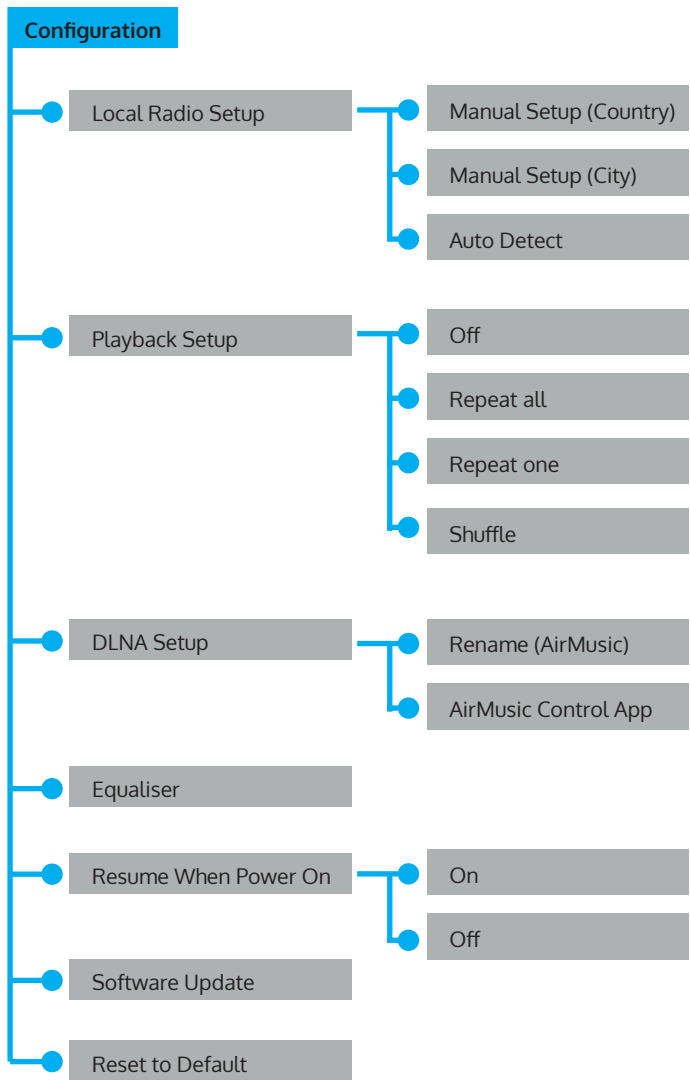 Configuration
Local Radio Setup
Manual Setup (Country)
Manual Setup (City)
Auto Detect
Playback Setup
Off
Repeat all
Repeat one
Shuffle
DLNA Setup
Rename (AirMusic)
AirMusic Control App
Equaliser
Resume When Power On
On
Off
Software Update
Reset to Default